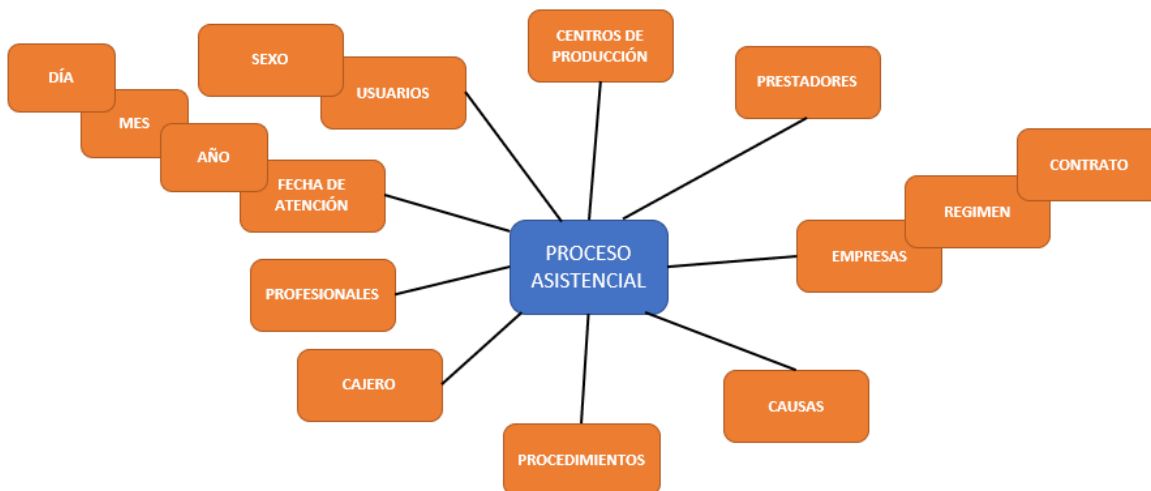 CENTROS DE
PRODUCCIÓN
SEXO
DÍA
PRESTADORES
USUARIOS
MES
AÑO
CONTRATO
FECHA DE
ATENCIÓN
REGIMEN
PROCESO
ASISTENCIAL
EMPRESAS
PROFESIONALES
CAJERO
CAUSAS
PROCEDIMIENTOS